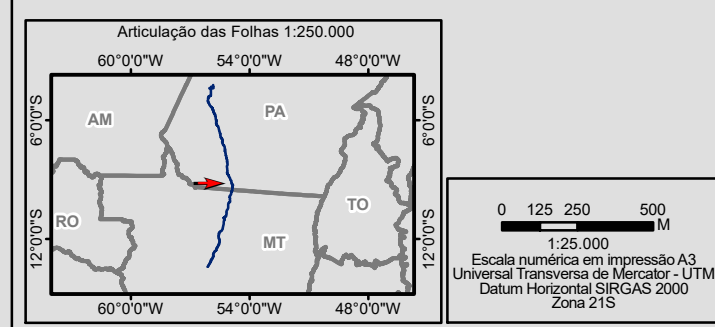 Articulação das Folhas 1:250.000
60°0'0"W 54°0'0"W 48°0'0"W
6°0'0"S 6°0'0"S
AM PA
RO TO
MT
12°0'0"S 12°0'0"S
60°0'0"W 54°0'0"W 48°0'0"W
0 125 250 500
M
1:25.000
Escala numérica em impressão A3
Universal Transversa de Mercator - UTM
Datum Horizontal SIRGAS 2000
Zona 21S